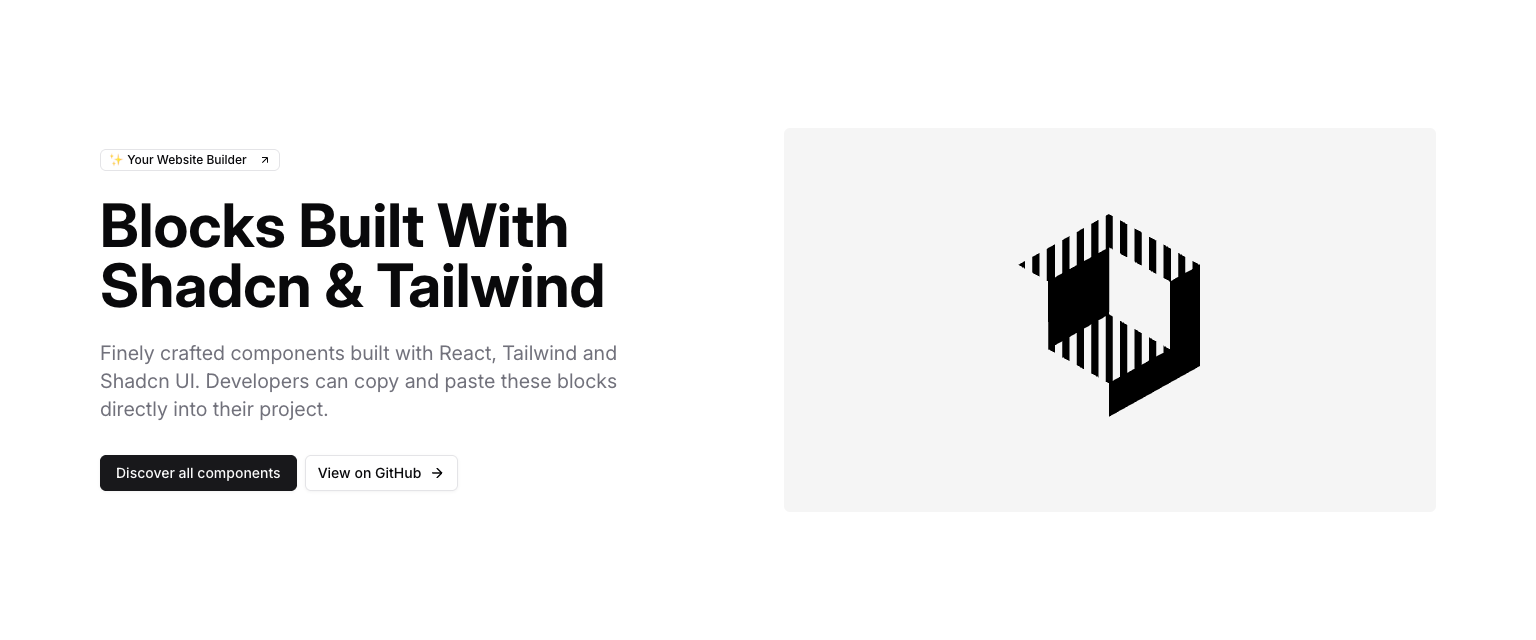 ✨ Your Website Builder
Blocks Built With
Shadcn & Tailwind
Finely crafted components built with React, Tailwind and
Shadcn UI. Developers can copy and paste these blocks
directly into their project.
Discover all components
View on GitHub